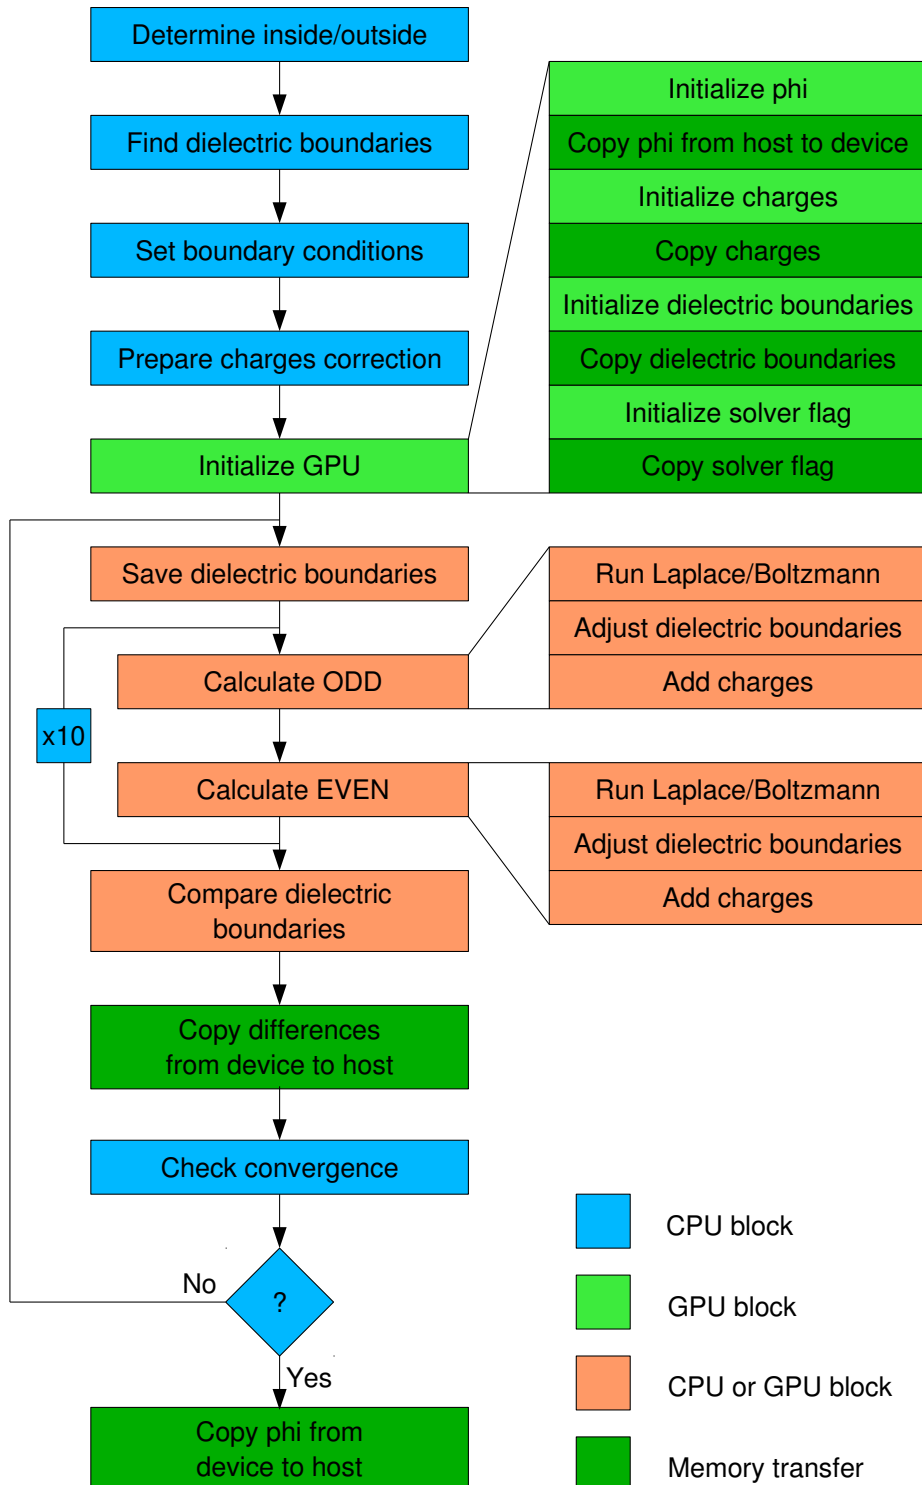 Determine inside/outside
Find dielectric boundaries
Set boundary conditions
Prepare charges correction
Initialize GPU
Initialize phi
Copy phi from host to device
Initialize charges
Copy charges
Initialize dielectric boundaries
Copy dielectric boundaries
Initialize solver flag
Copy solver flag
Save dielectric boundaries
Calculate ODD
Run Laplace/Boltzmann
Adjust dielectric boundaries
Add charges
x10
Calculate EVEN
Run Laplace/Boltzmann
Adjust dielectric boundaries
Add charges
Compare dielectric
boundaries
Copy differences
from device to host
Check convergence
No
?
Yes
Copy phi from
device to host
CPU block
GPU block
CPU or GPU block
Memory transfer